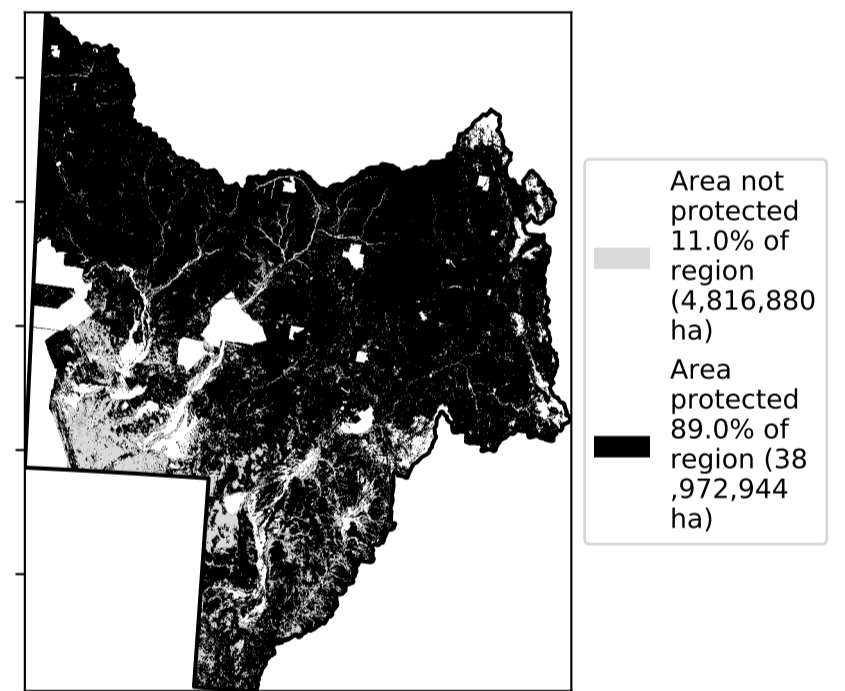 Area not
protected
11.0% of
region
(4,816,880
ha)
Area
protected
89.0% of
region (38
,972,944
ha)